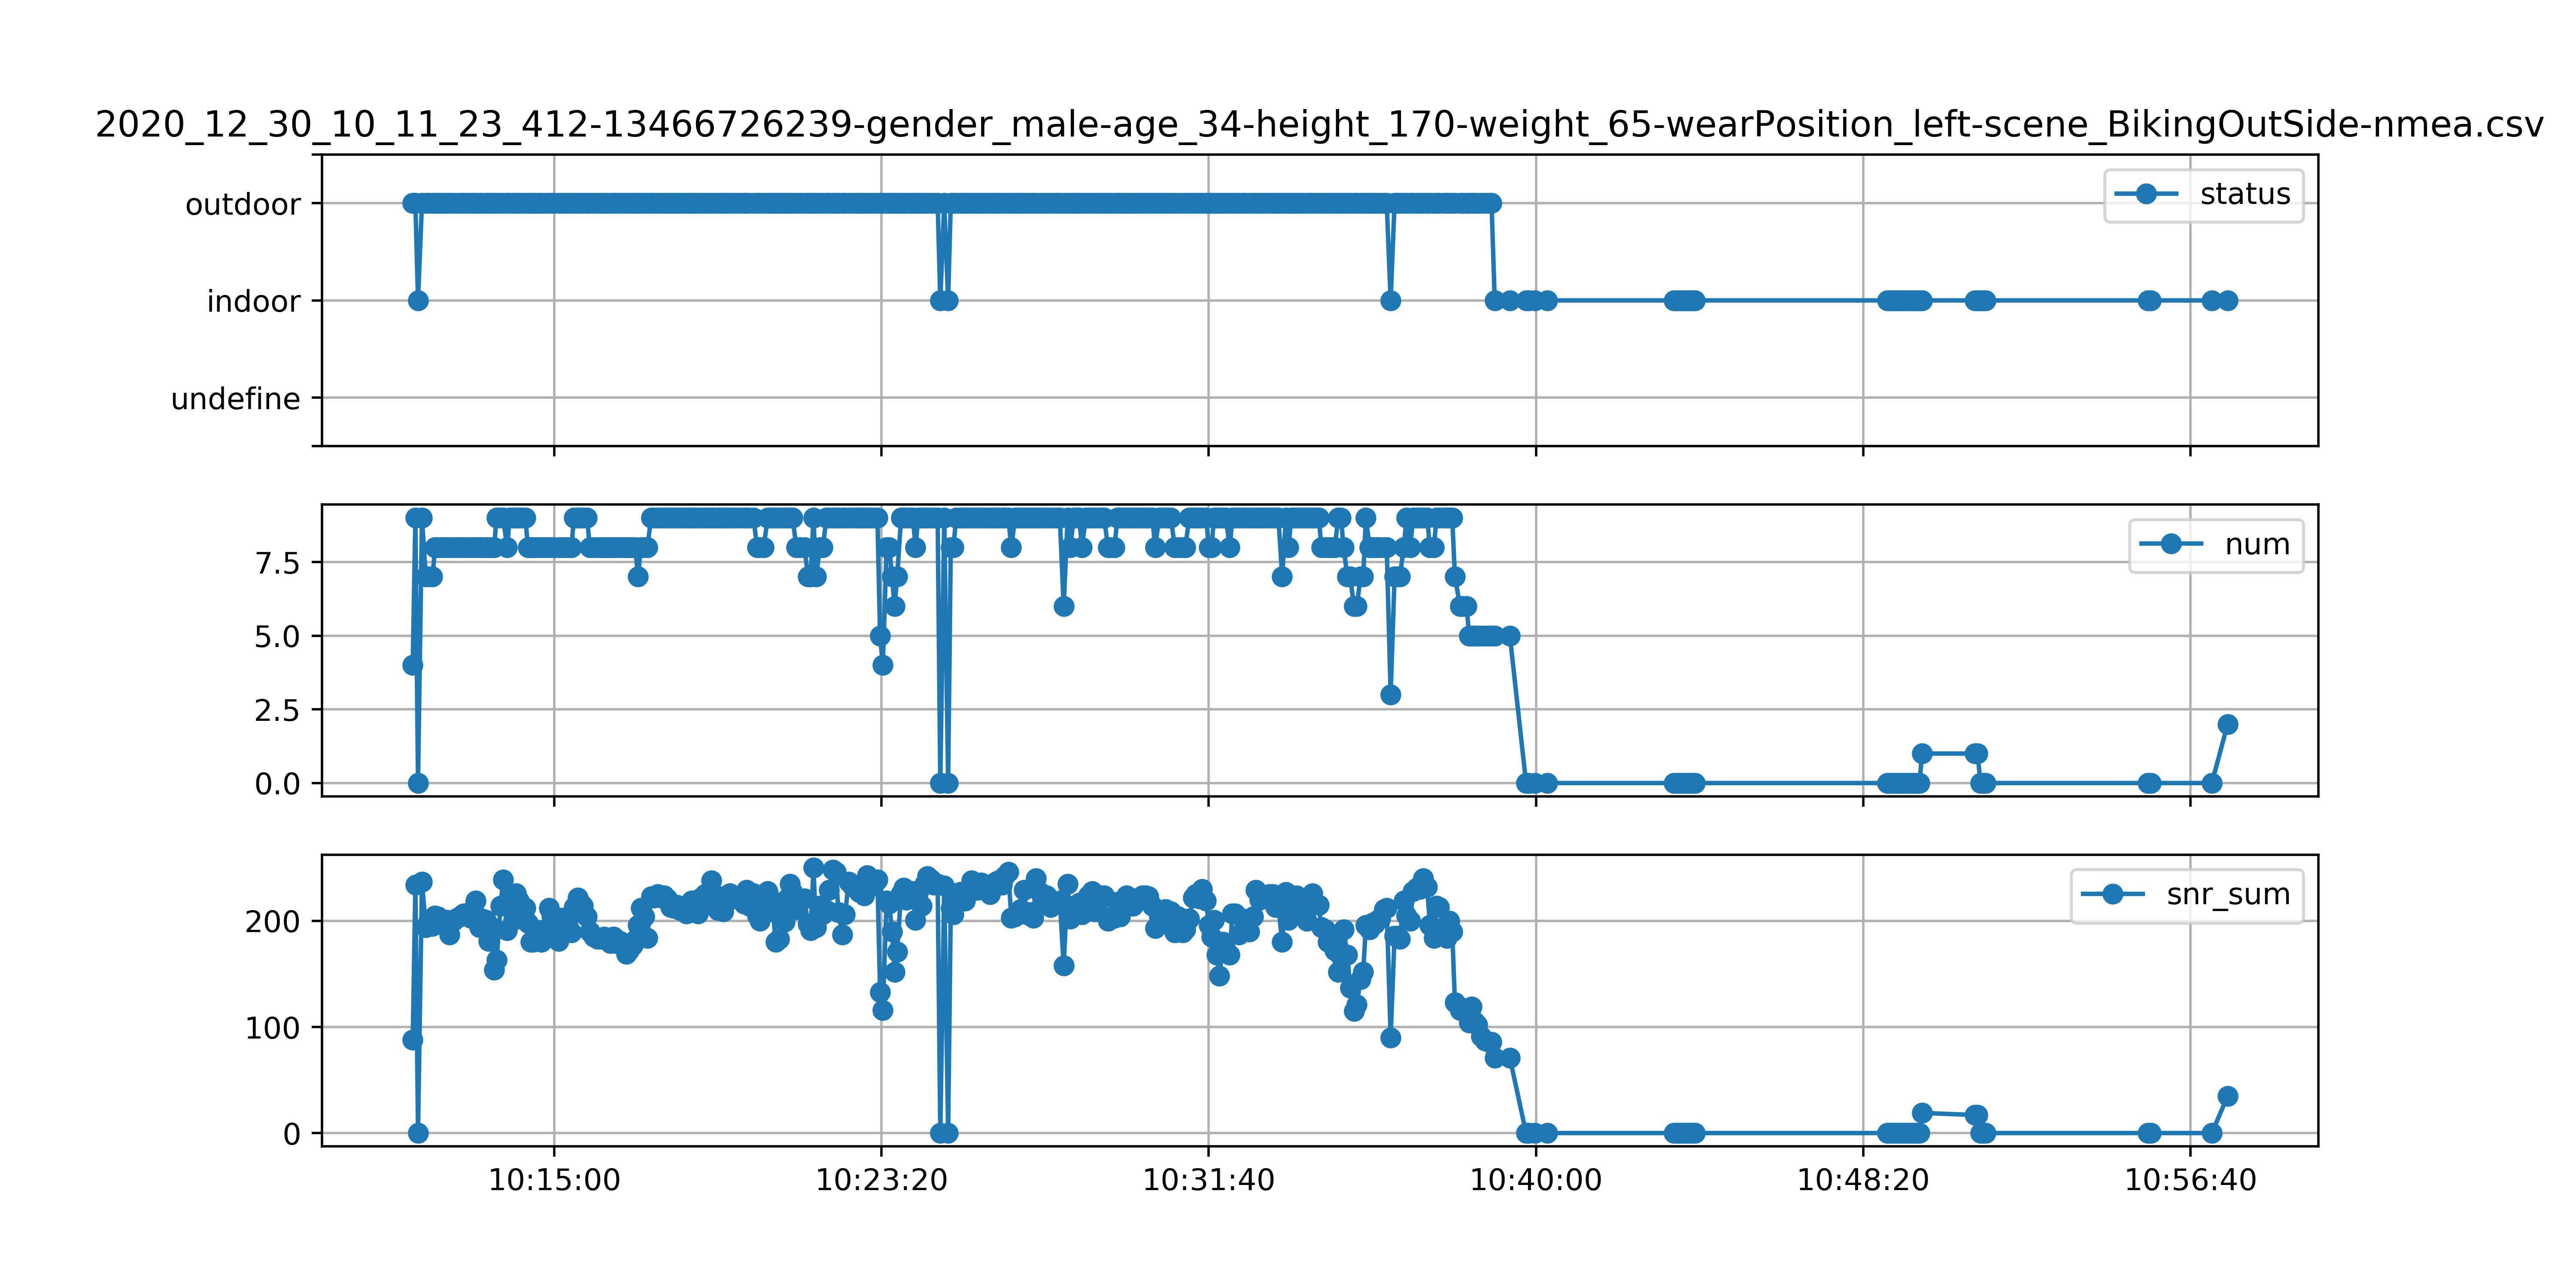 2020_12_30_10_11_23_412-13466726239-gender_male-age_34-height_170-weight_65-wearPosition_left-scene_BikingOutSide-nmea.csv
outdoor
indoor
undefine
status
7.5
5.0
2.5
0.0
num
200
100
0
snr_sum
10:15:00 10:23:20 10:31:40 10:40:00 10:48:20 10:56:40